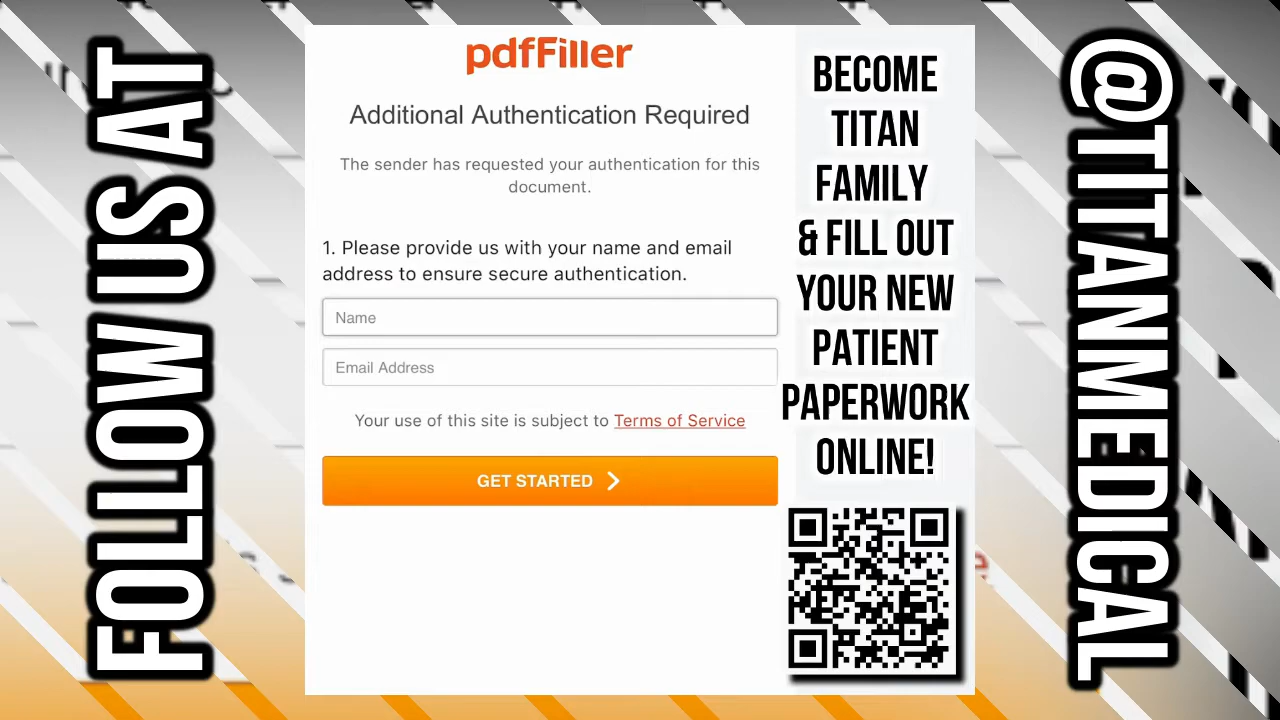 FOLLOW US AT
pdfFiller
Additional Authentication Required
The sender has requested your authentication for this
document.
1. Please provide us with your name and email
address to ensure secure authentication.
Name
Email Address
Your use of this site is subject to Terms of Service
GET STARTED
BECOME
TITAN
FAMILY
& FILL OUT
YOUR NEW
PATIENT
PAPERWORK
ONLINE!
@TITANMEDICAL